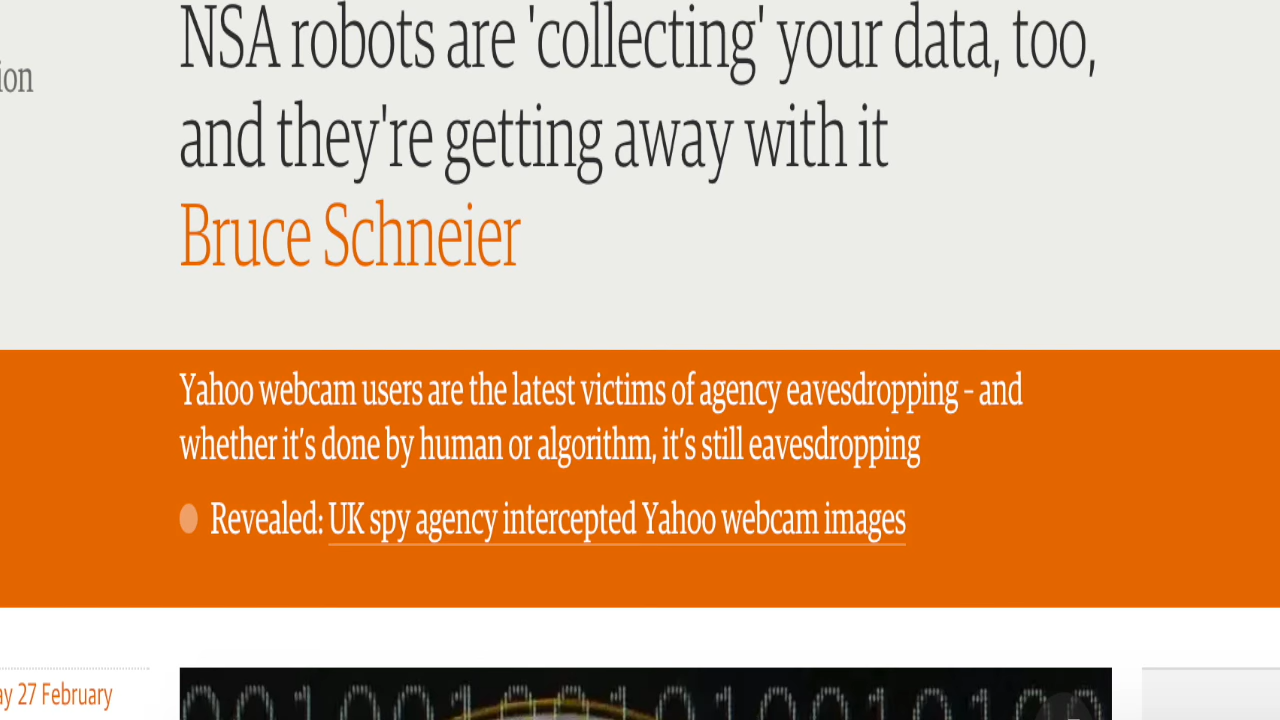 NSA robots are 'collecting' your data, too,
ion
and they're getting away with it
Bruce Schneier
Yahoo webcam users are the latest victims of agency eavesdropping – and
whether it’s done by human or algorithm, it’s still eavesdropping
Revealed: UK spy agency intercepted Yahoo webcam images
ay 27 February